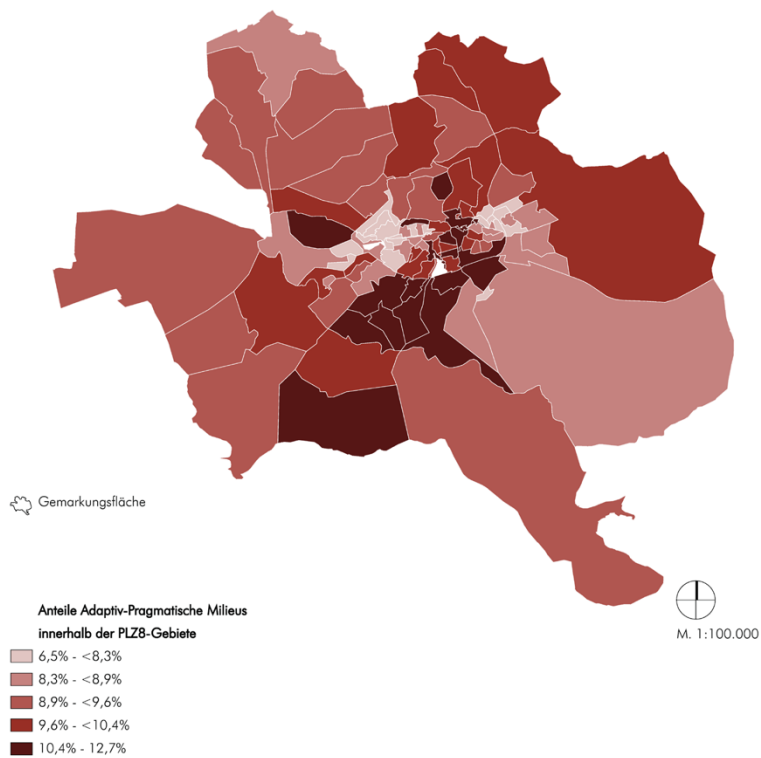 Gemarkungsfläche
Anteile Adaptiv-Pragmatische Milieus
innerhalb der PLZ8-Gebiete
M. 1:100.000
6,5% - <8,3%
8,3% - <8,9%
8,9% - <9,6%
9,6% - <10,4%
10,4% - 12,7%